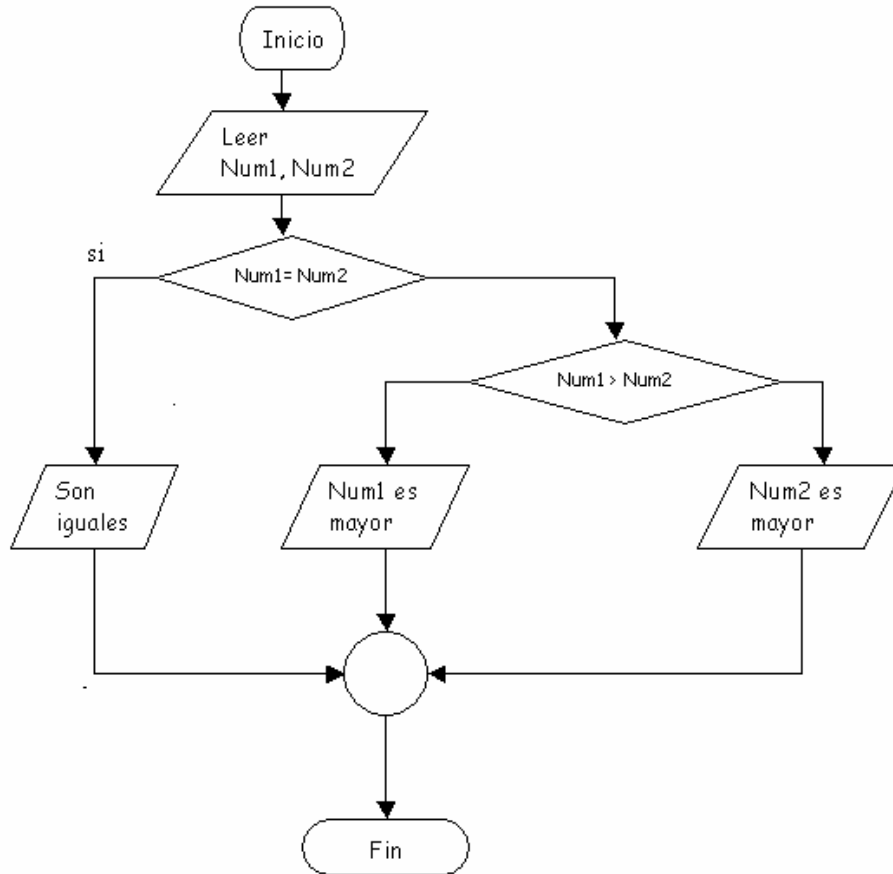 Inicio
Leer
Num1, Num2
si
Num1= Num2
Num1 > Num2
Son
iguales
Num1 es
mayor
Num2 es
mayor
Fin